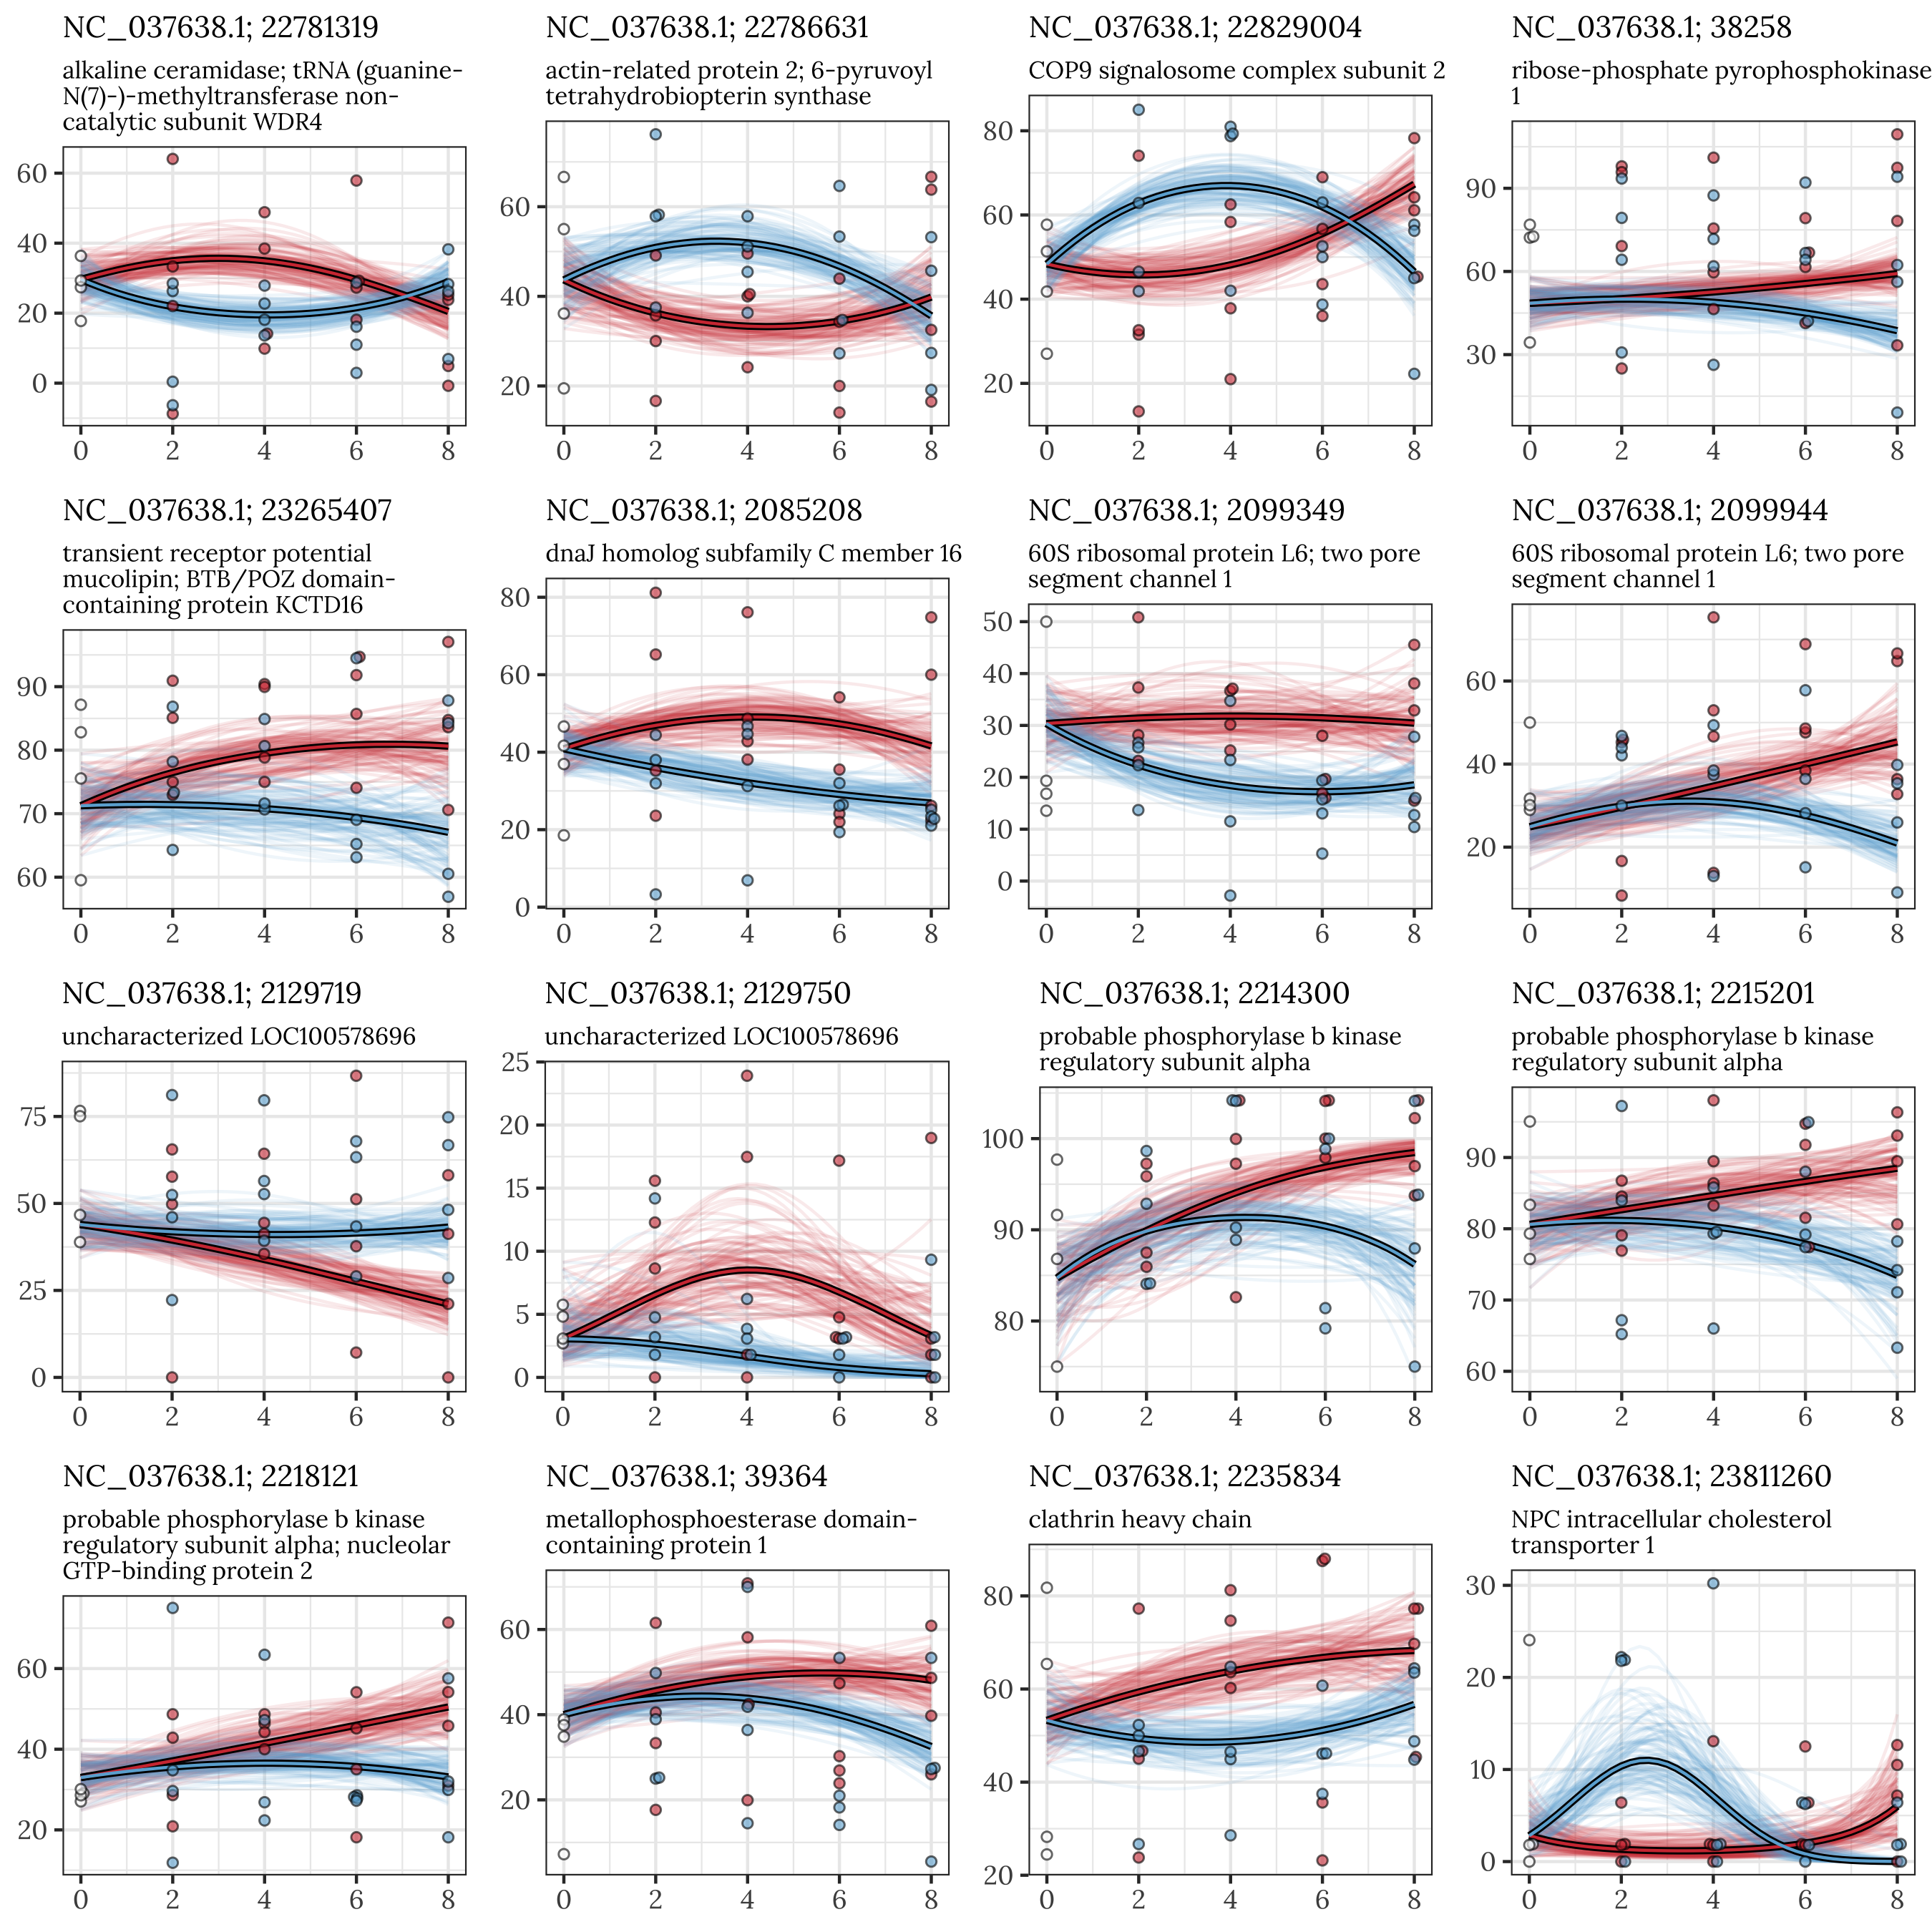 NC_037638.1; 22781319
alkaline ceramidase; tRNA (guanine-
N(7)-)-methyltransferase non-
catalytic subunit WDR4
60
40
20
0
0 2 4 6 8
NC_037638.1; 22786631
actin-related protein 2; 6-pyruvoyl
tetrahydrobiopterin synthase
60
40
20
0 2 4 6 8
NC_037638.1; 22829004
COP9 signalosome complex subunit 2
80
60
40
20
0 2 4 6 8
NC_037638.1; 38258
ribose-phosphate pyrophosphokinase
1
90
60
30
0 2 4 6 8
NC_037638.1; 23265407
transient receptor potential
mucolipin; BTB/POZ domain-
containing protein KCTD16
90
80
70
60
0 2 4 6 8
NC_037638.1; 2085208
dnaJ homolog subfamily C member 16
80
60
40
20
0
0 2 4 6 8
NC_037638.1; 2099349
60S ribosomal protein L6; two pore
segment channel 1
50
40
30
20
10
0
0 2 4 6 8
NC_037638.1; 2099944
60S ribosomal protein L6; two pore
segment channel 1
60
40
20
0 2 4 6 8
NC_037638.1; 2129719
uncharacterized LOC100578696
75
50
25
0
0 2 4 6 8
NC_037638.1; 2129750
uncharacterized LOC100578696
25
20
15
10
5
0
0 2 4 6 8
NC_037638.1; 2214300
probable phosphorylase b kinase
regulatory subunit alpha
100
90
80
0 2 4 6 8
NC_037638.1; 2215201
probable phosphorylase b kinase
regulatory subunit alpha
90
80
70
60
0 2 4 6 8
NC_037638.1; 2218121
probable phosphorylase b kinase
regulatory subunit alpha; nucleolar
GTP-binding protein 2
60
40
20
0 2 4 6 8
NC_037638.1; 39364
metallophosphoesterase domain-
containing protein 1
60
40
20
0 2 4 6 8
NC_037638.1; 2235834
clathrin heavy chain
80
60
40
20
0 2 4 6 8
NC_037638.1; 23811260
NPC intracellular cholesterol
transporter 1
30
20
10
0
0 2 4 6 8